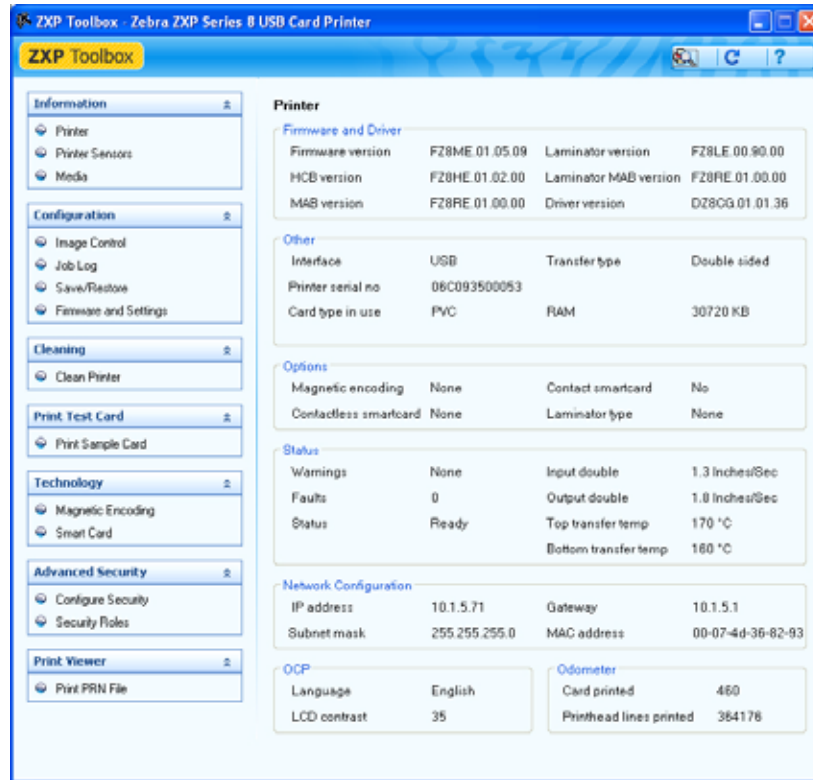 ZXP Toolbox - Zebra ZXP Series 8 USB Card Printer
ZXP Toolbox
Information
Printer
Printer Sensors
Media
Configuration
Image Control
Job Log
Save/Restore
Firmware and Settings
Cleaning
Clean Printer
Print Test Card
Print Sample Card
Technology
Magnetic Encoding
Smart Card
Advanced Security
Configure Security
Security Roles
Print Viewer
Print PRN File
Printer
Firmware and Driver
Firmware version FZ8ME.01.05.09 Laminator version FZ8LE.00.90.00
HCB version FZ8HE.01.02.00 Laminator MAB version FZ8RE.01.00.00
MAB version FZ8RE.01.00.00 Driver version DZ8CG.01.01.36
Other
Interface USB Transfer type Double sided
Printer serial no 06C093500053
Card type in use PVC RAM 30720 KB
Options
Magnetic encoding None Contact smartcard No
Contactless smartcard None Laminator type None
Status
Warnings None Input double 1.3 Inches/Sec
Faults 0 Output double 1.8 Inches/Sec
Status Ready Top transfer temp 170 °C
Bottom transfer temp 160 °C
Network Configuration
IP address 10.1.5.71 Gateway 10.1.5.1
Subnet mask 255.255.255.0 MAC address 00-07-4d-36-82-93
OCP
Language English
LCD contrast 35
Odometer
Card printed 460
Printhead lines printed 364176